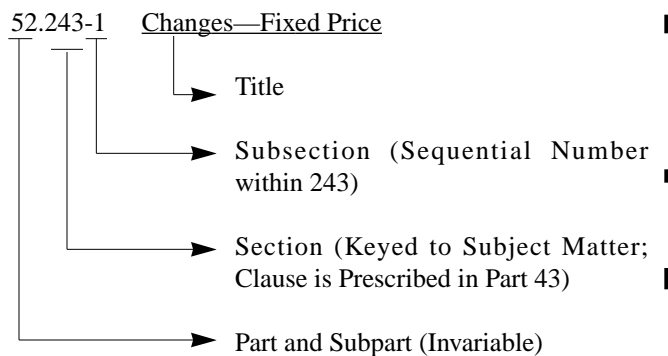 52.243-1 Changes—Fixed Price
Title
Subsection (Sequential Number
within 243)
Section (Keyed to Subject Matter;
Clause is Prescribed in Part 43)
Part and Subpart (Invariable)